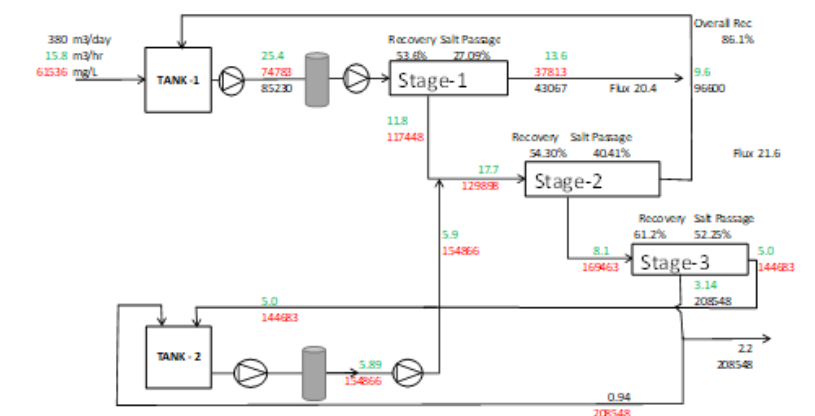 Overall Rec
86.1%
380 m3/day
15.8 m3/hr
61536 mg/L
TANK -1
25.4
74783
85230
Recovery Salt Passage
53.6% 27.09%
Stage-1
13.6
37813
43067 Flux 20.4
9.6
96600
11.8
117448
Recovery Salt Passage
54.30% 40.41%
Flux 21.6
17.7
129898
Stage-2
Recovery Salt Passage
61.2% 52.25%
5.9
154866
8.1
169463
Stage-3
5.0
144683
3.14
208548
5.0
144683
TANK - 2
5.89
154866
2.2
208548
0.94
208548